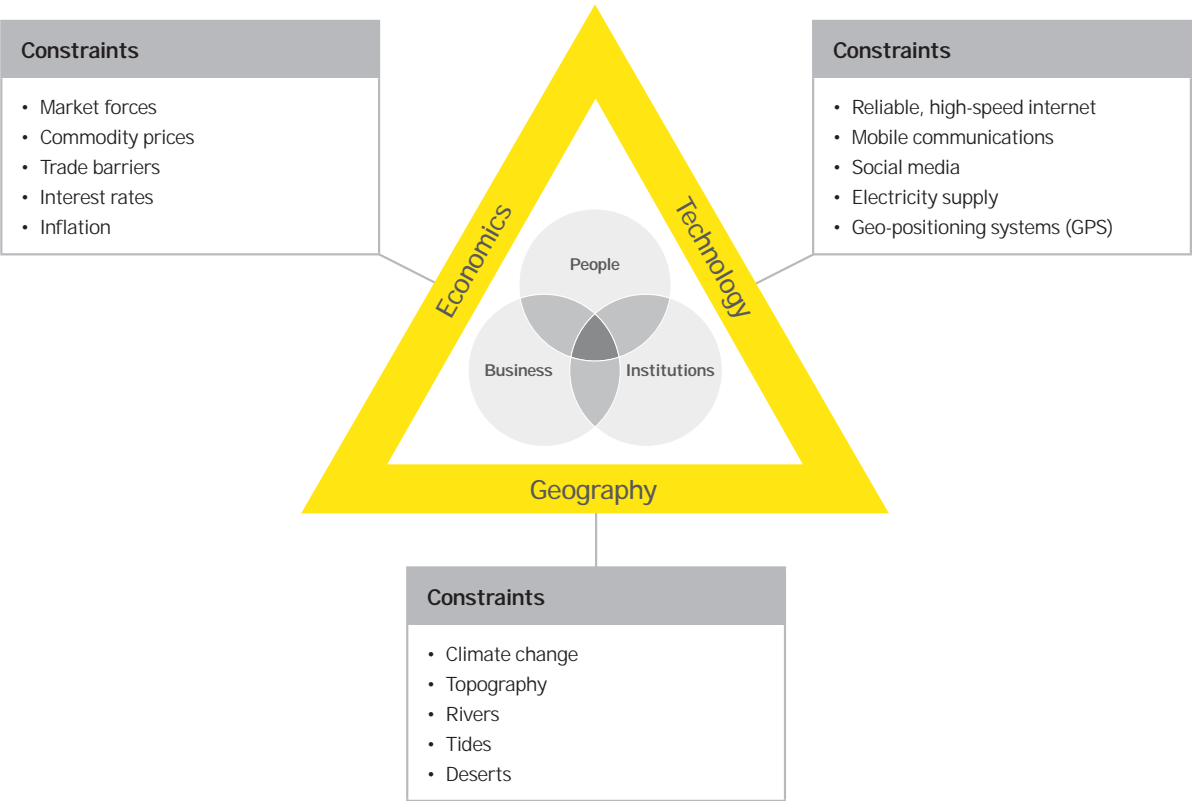 Constraints
• Market forces
• Commodity prices
• Trade barriers
• Interest rates
• Inflation
Constraints
• Reliable, high-speed internet
• Mobile communications
• Social media
• Electricity supply
• Geo-positioning systems (GPS)
Economics
Technology
People
Business
Institutions
Geography
Constraints
• Climate change
• Topography
• Rivers
• Tides
• Deserts